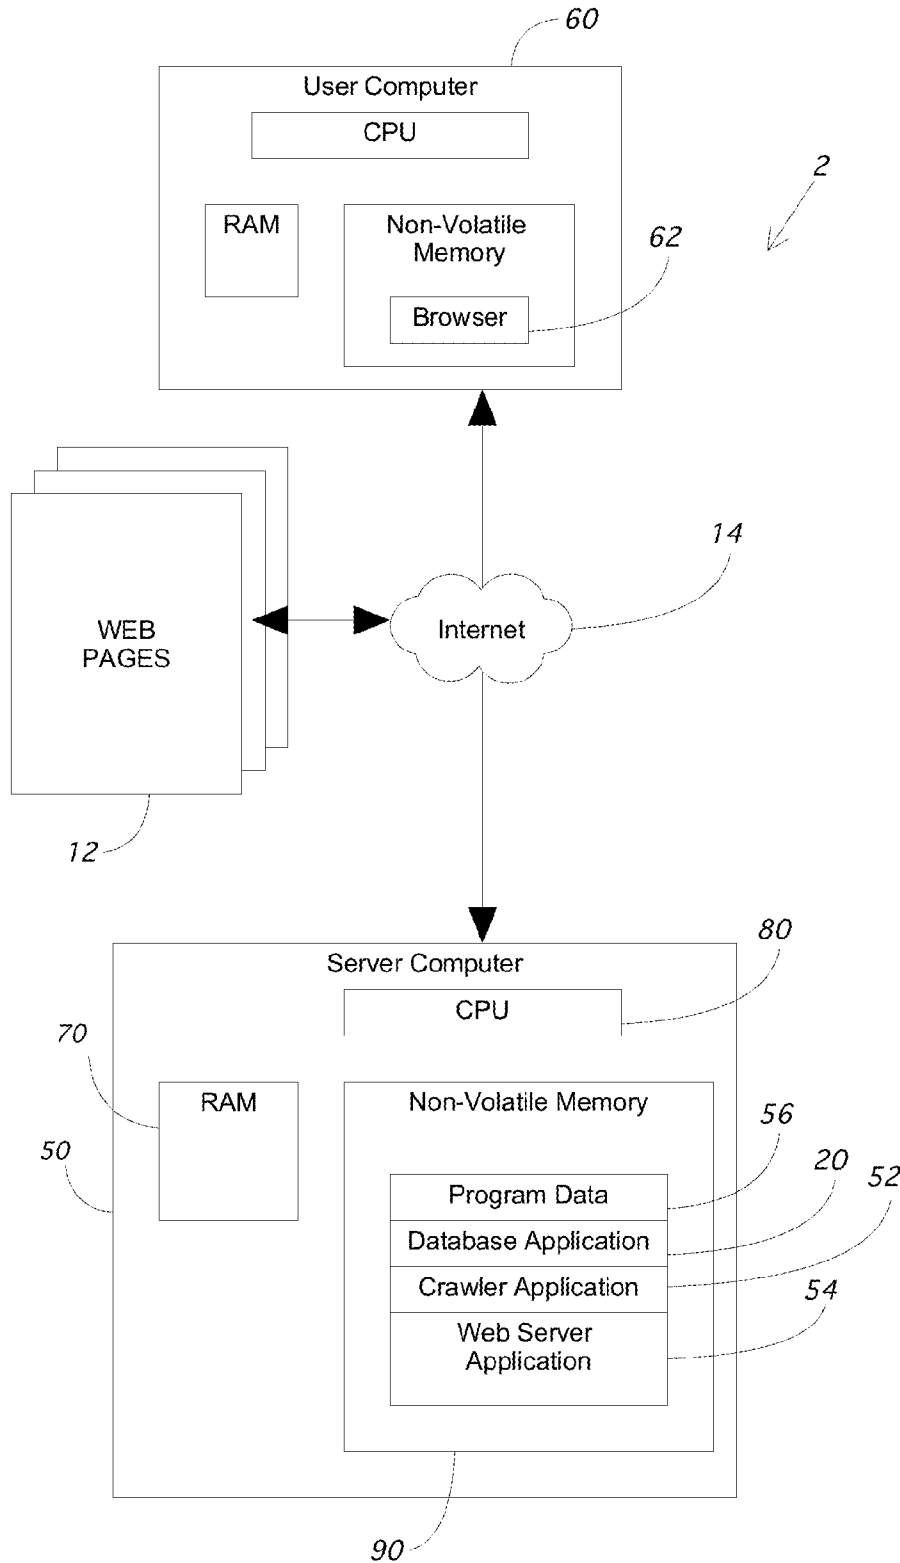 60
User Computer
CPU
2
RAM
Non-Volatile
Memory
62
Browser
14
Internet
WEB
PAGES
12
80
Server Computer
CPU
70
RAM
Non-Volatile Memory
56
50
20
52
Program Data
Database Application
Crawler Application
54
Web Server
Application
90